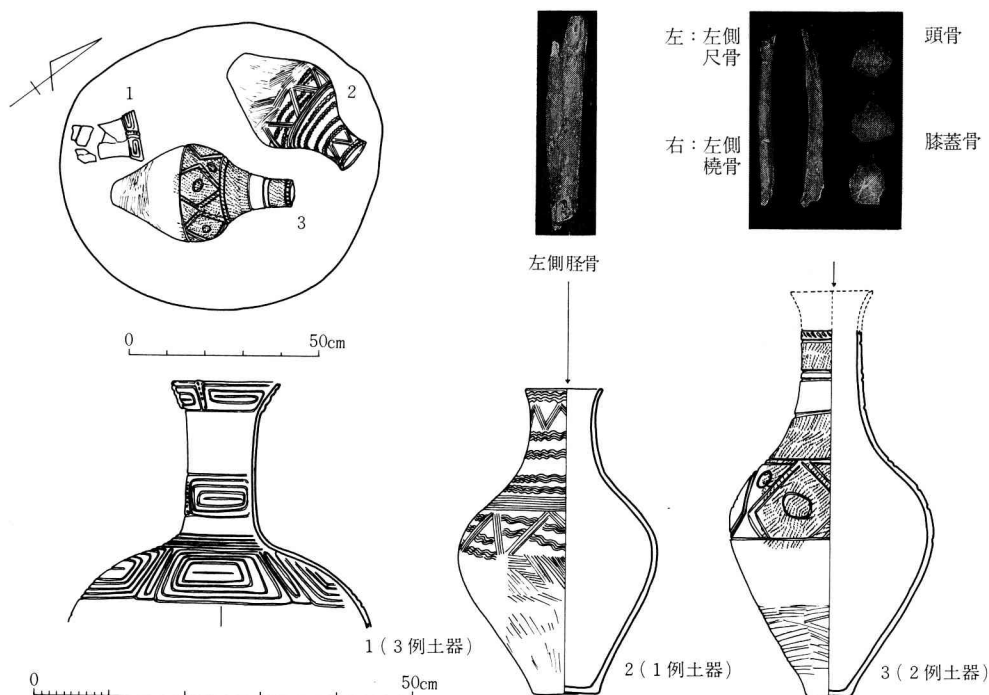 1
2
3
0
50cm
左：左側
尺骨
右：左側
橈骨
頭骨
膝蓋骨
左側脛骨
1（3例土器）
2（1例土器）
3（2例土器）
0
50cm